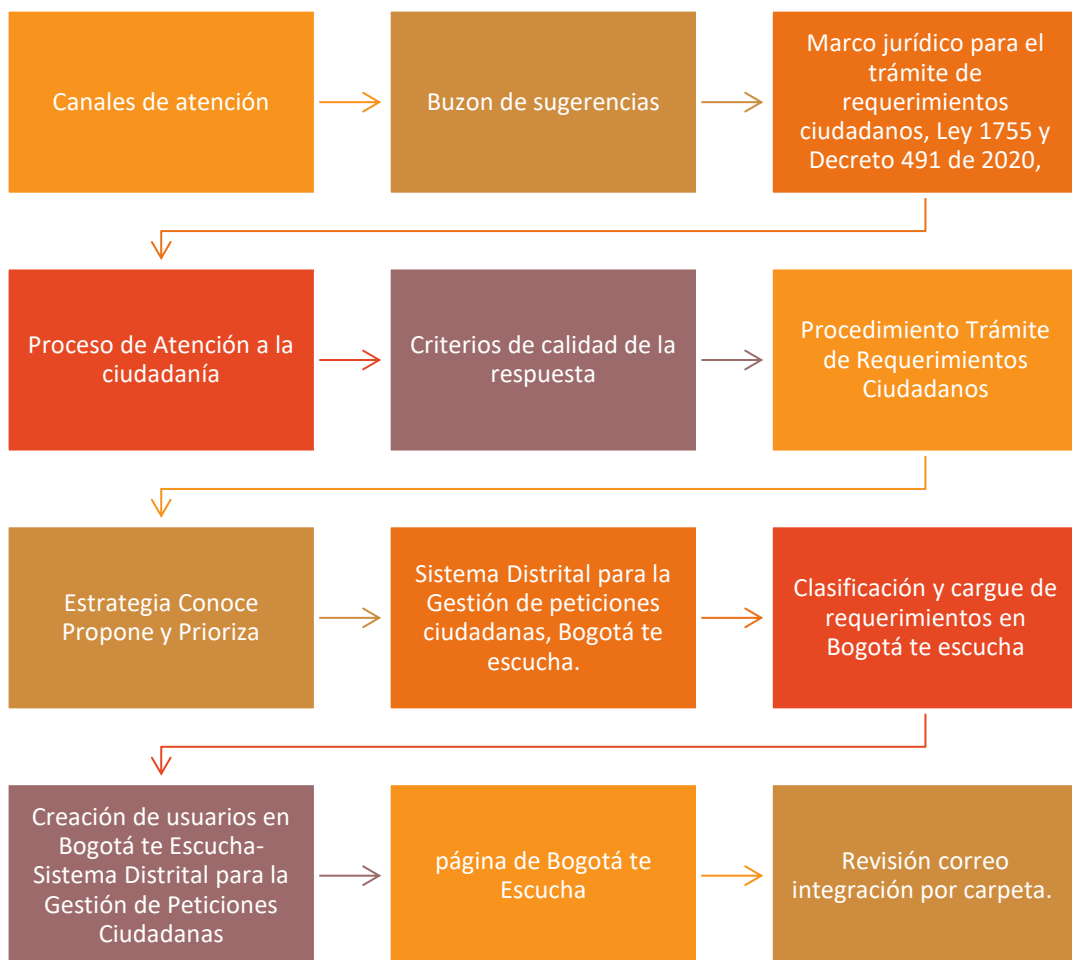 Canales de atención
Buzon de sugerencias
Marco jurídico para el
trámite de
requerimientos
ciudadanos, Ley 1755 y
Decreto 491 de 2020,
Proceso de Atención a la
ciudadanía
Criterios de calidad de la
respuesta
Procedimiento Trámite
de Requerimientos
Ciudadanos
Estrategia Conoce
Propone y Prioriza
Sistema Distrital para la
Gestión de peticiones
ciudadanas, Bogotá te
escucha.
Clasificación y cargue de
requerimientos en
Bogotá te escucha
Creación de usuarios en
Bogotá te Escucha-
Sistema Distrital para la
Gestión de Peticiones
Ciudadanas
página de Bogotá te
Escucha
Revisión correo
integración por carpeta.